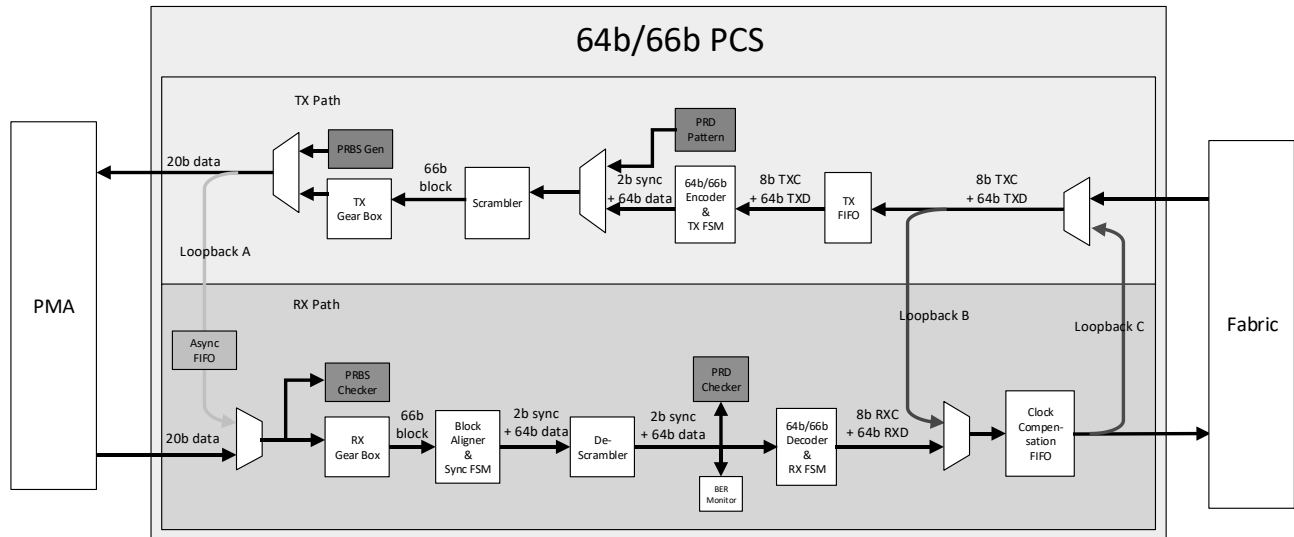 64b/66b PCS
TX Path
PRBS Gen
PRD
Pattern
20b data
66b
block
2b sync
+ 64b data
64b/66b
Encoder
&
TX FSM
8b TXC
+ 64b TXD
TX
FIFO
8b TXC
+ 64b TXD
TX
Gear Box
Scrambler
Loopback A
PMA
RX Path
Loopback B
Loopback C
Fabric
Async
FIFO
PRBS
Checker
PRD
Checker
20b data
RX
Gear Box
66b
block
Block
Aligner
&
Sync FSM
2b sync
+ 64b data
De-
Scrambler
2b sync
+ 64b data
BER
Monitor
64b/66b
Decoder
& 
RX FSM
8b RXC
+ 64b RXD
Clock
Compen-
sation
FIFO